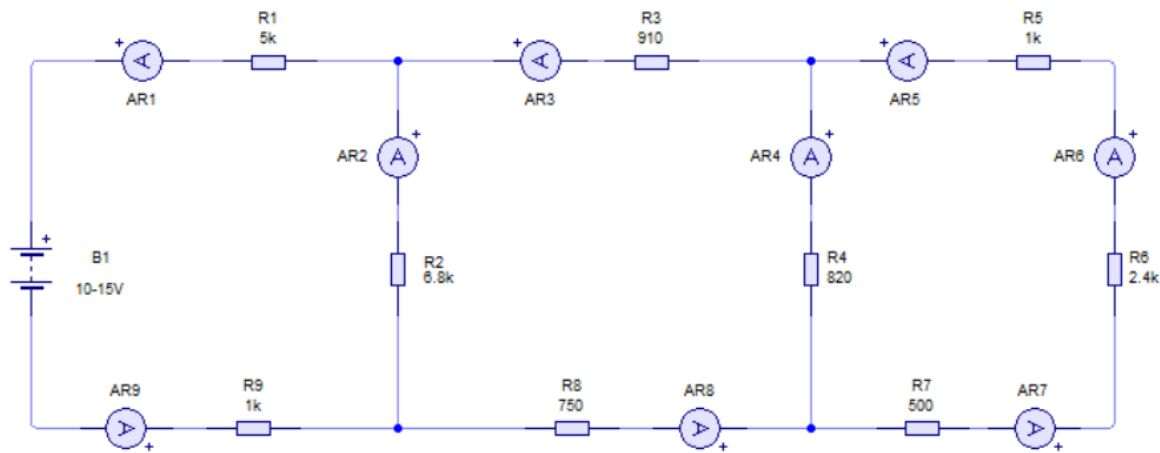 R1
5k
AR1
R3
910
AR3
R5
1k
AR5
AR2
AR4
AR6
B1
10-15V
R2
6.8k
R4
820
R6
2.4k
AR9
R9
1k
R8
750
AR8
R7
500
AR7